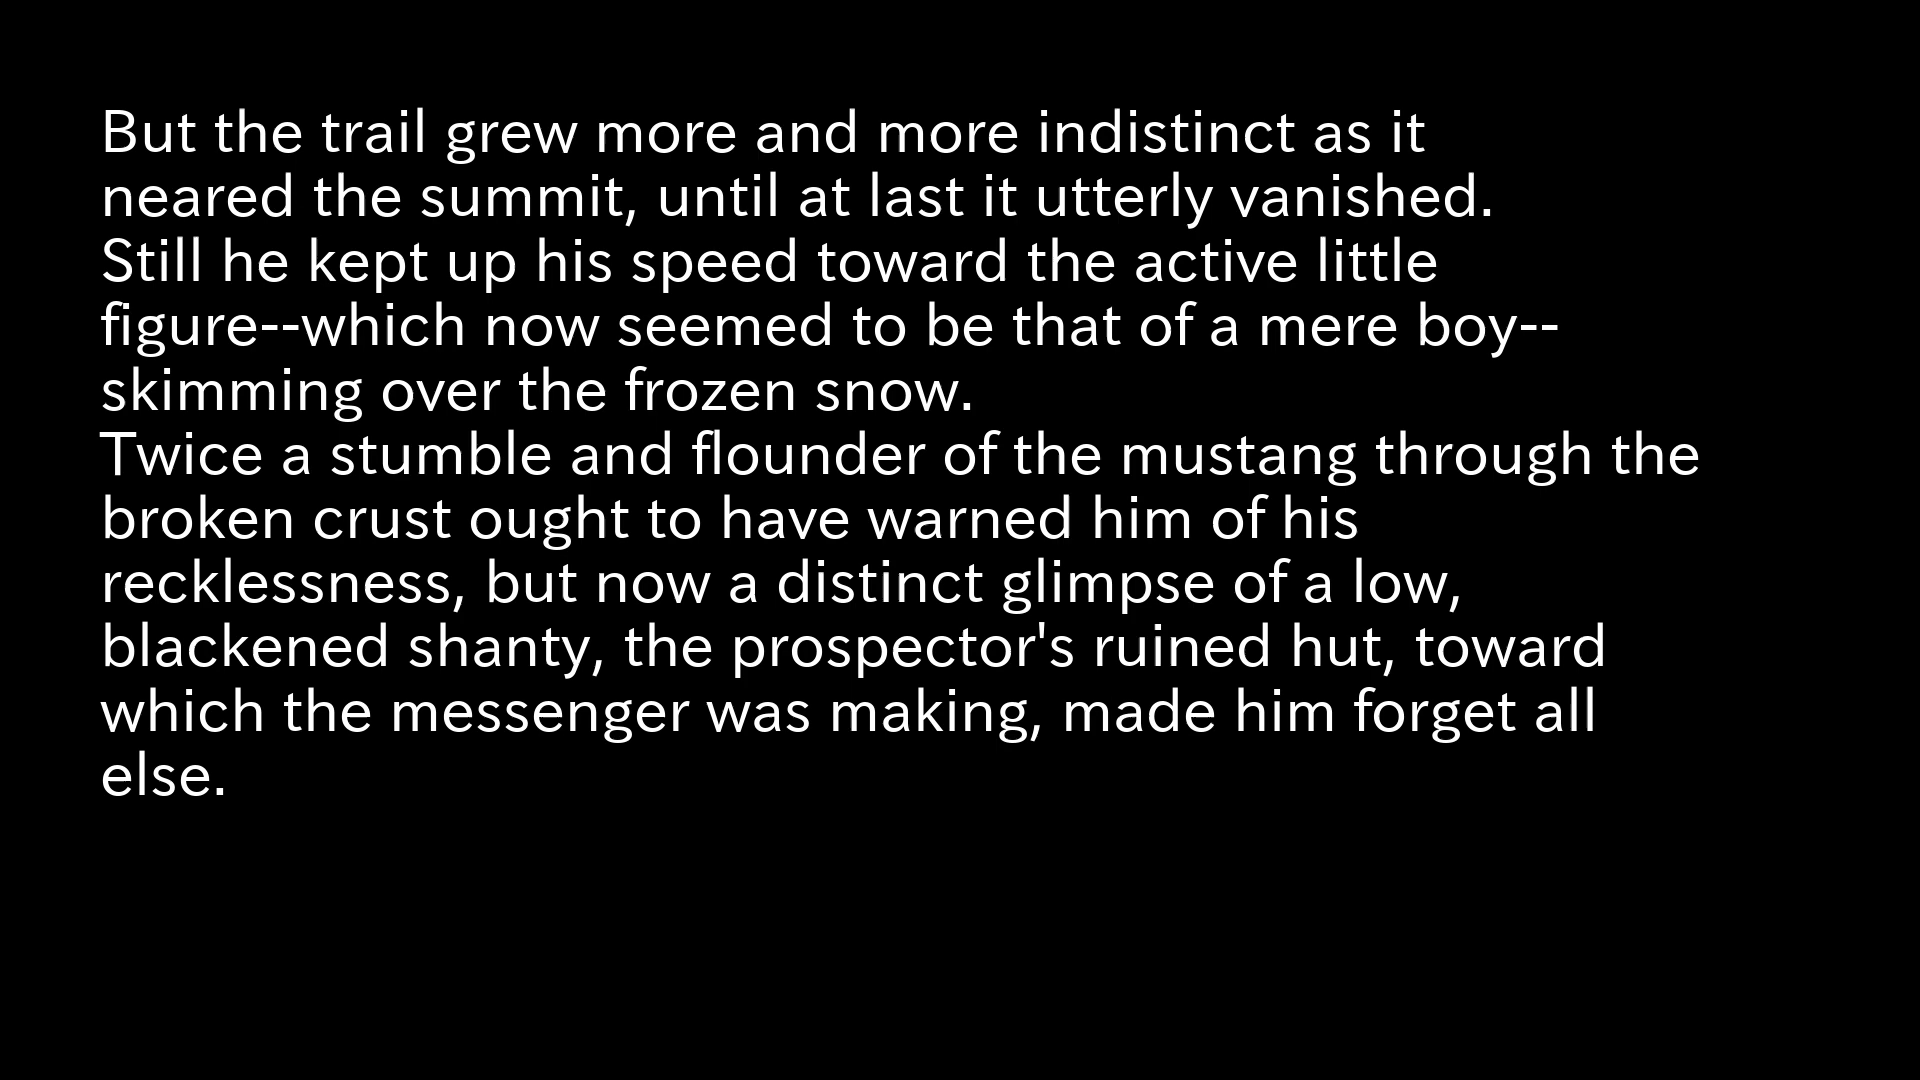 But the trail grew more and more indistinct as it
neared the summit, until at last it utterly vanished.
Still he kept up his speed toward the active little
figure--which now seemed to be that of a mere boy--
skimming over the frozen snow.
Twice a stumble and flounder of the mustang through the
broken crust ought to have warned him of his
recklessness, but now a distinct glimpse of a low,
blackened shanty, the prospector's ruined hut, toward
which the messenger was making, made him forget all
else.